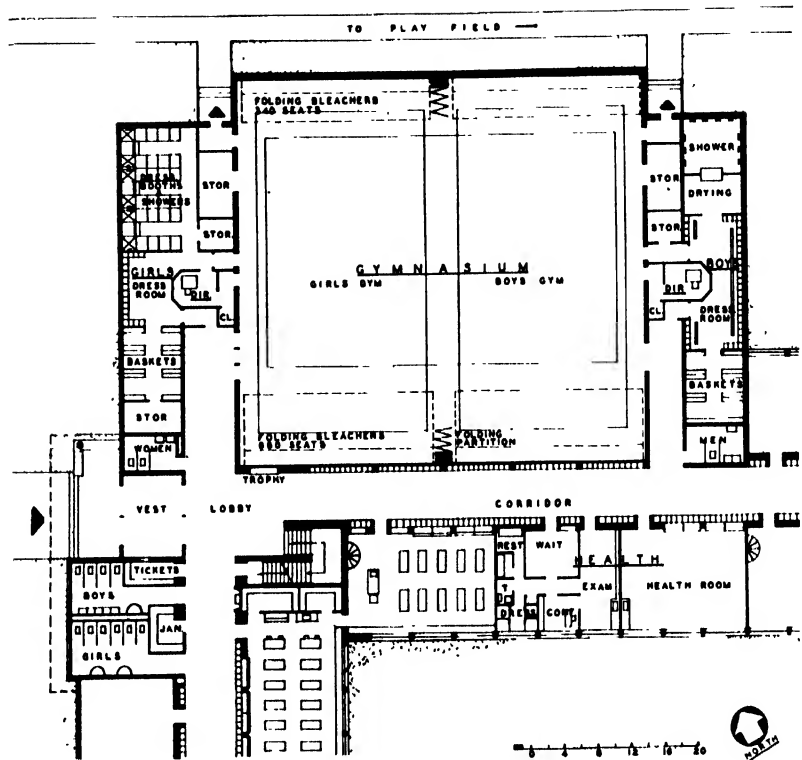 TO PLAY FIELD
FOLDING BLEACHERS
340 SEATS
SHOWER
DRESS
BOOTHS
&
SHOWERS
STOR
STOR
DRYING
STOR
STOR
GIRLS
DRESS
ROOM
DIR
GYMNASIUM
GIRLS GYM
BOYS GYM
BOYS
DIR
DRESS
ROOM
CL
CL
BASKETS
BASKETS
STOR
FOLDING BLEACHERS
SEATS
FOLDING
PARTITION
WOMEN
MEN
TROPHY
VEST
LOBBY
CORRIDOR
REST
WAIT
HEALTH
TICKETS
BOYS
T
EXAM
HEALTH ROOM
DRESS
CONF
JAN
GIRLS
0 4 8 12 16 20
NORTH